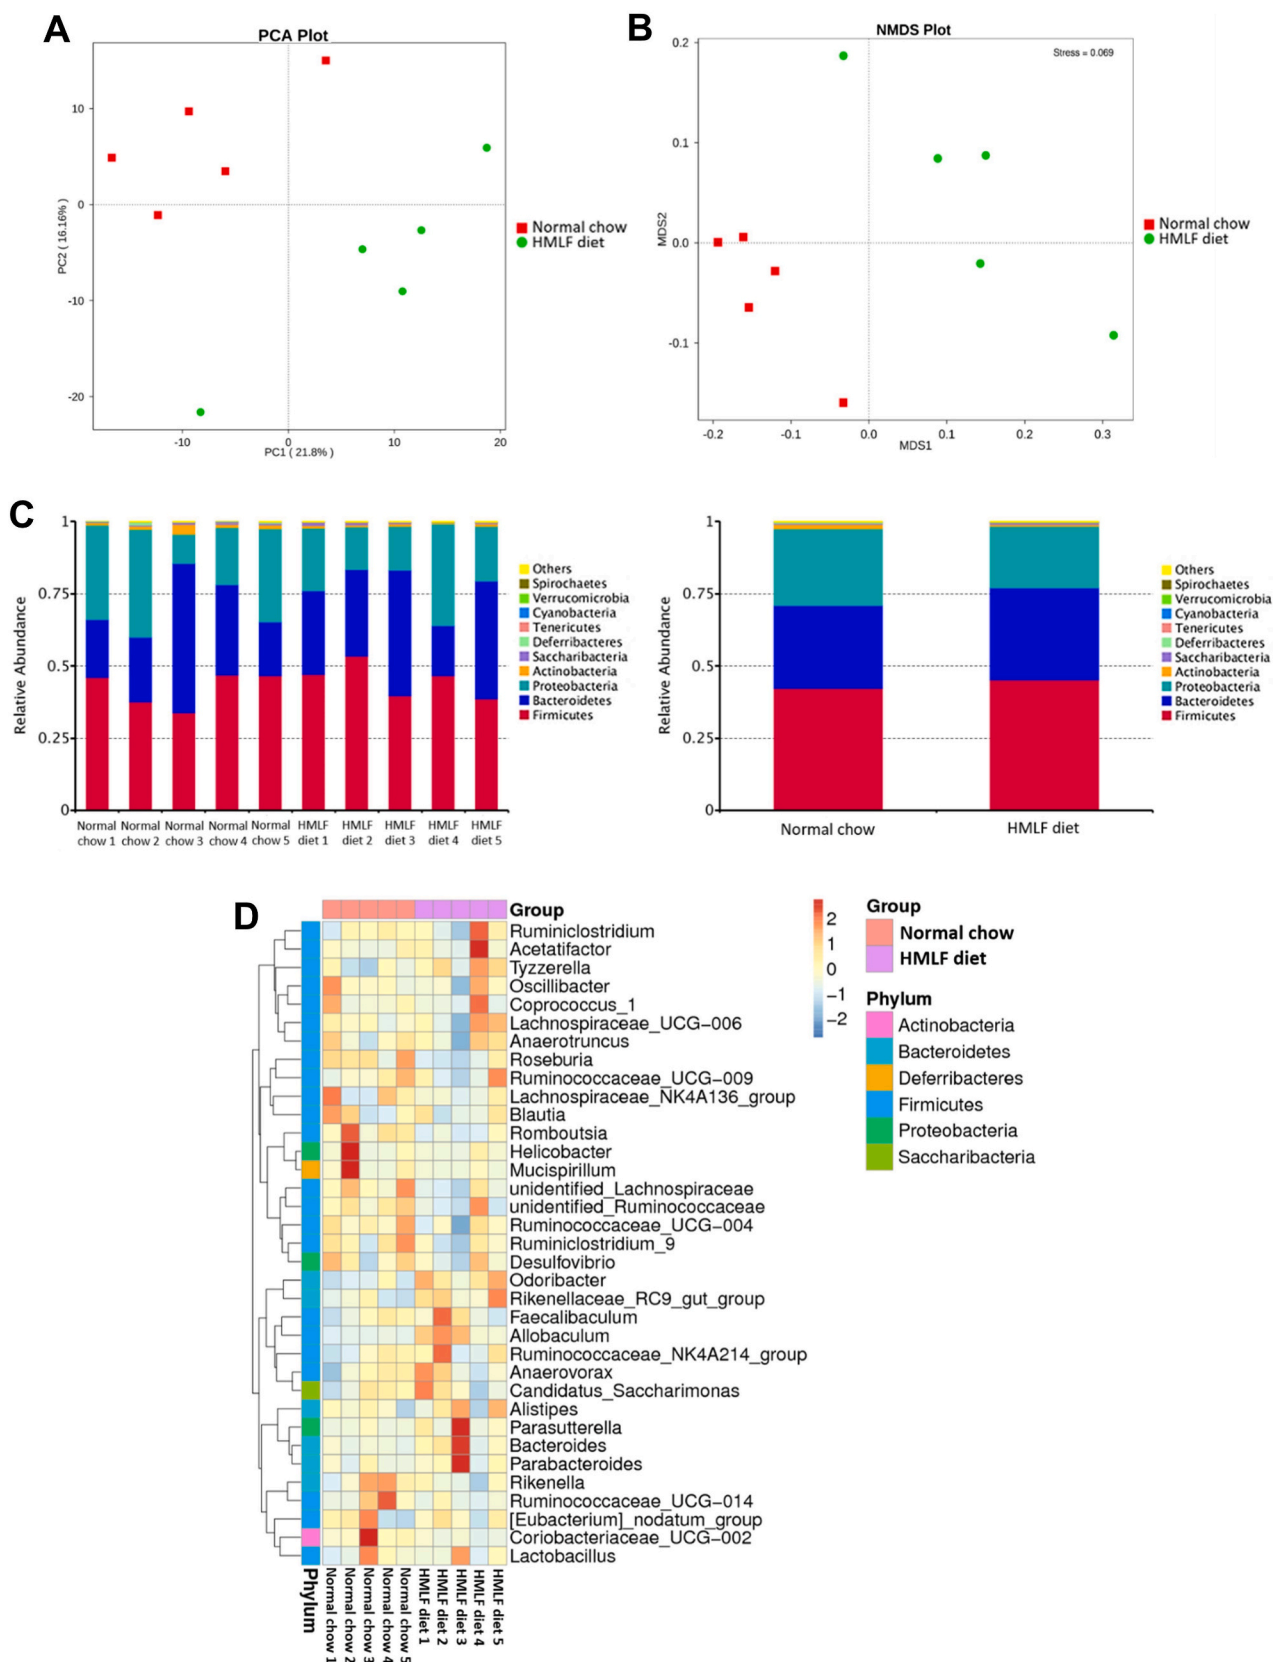 A
PCA Plot
10
0
-10
-20
PC2 ( 16.16% )
-10
0
10
20
PC1 ( 21.8% )
Normal chow
HMLF diet
B
NMDS Plot
Stress = 0.069
0.2
0.1
0.0
-0.1
MDS2
-0.2
-0.1
0.0
0.1
0.2
0.3
MDS1
Normal chow
HMLF diet
C
1
0.75
0.5
0.25
0
Relative Abundance
Normal chow 1
Normal chow 2
Normal chow 3
Normal chow 4
Normal chow 5
HMLF diet 1
HMLF diet 2
HMLF diet 3
HMLF diet 4
HMLF diet 5
Others
Spirochaetes
Verrucomicrobia
Cyanobacteria
Tenericutes
Deferribacteres
Saccharibacteria
Actinobacteria
Proteobacteria
Bacteroidetes
Firmicutes
1
0.75
0.5
0.25
0
Relative Abundance
Normal chow
HMLF diet
Others
Spirochaetes
Verrucomicrobia
Cyanobacteria
Tenericutes
Deferribacteres
Saccharibacteria
Actinobacteria
Proteobacteria
Bacteroidetes
Firmicutes
D
Group
Ruminiclostridium
Acetatifactor
Tyzzerella
Oscillibacter
Coprococcus_1
Lachnospiraceae_UCG−006
Anaerotruncus
Roseburia
Ruminococcaceae_UCG−009
Lachnospiraceae_NK4A136_group
Blautia
Romboutsia
Helicobacter
Mucispirillum
unidentified_Lachnospiraceae
unidentified_Ruminococcaceae
Ruminococcaceae_UCG−004
Ruminiclostridium_9
Desulfovibrio
Odoribacter
Rikenellaceae_RC9_gut_group
Faecalibaculum
Allobaculum
Ruminococcaceae_NK4A214_group
Anaerovorax
Candidatus_Saccharimonas
Alistipes
Parasutterella
Bacteroides
Parabacteroides
Rikenella
Ruminococcaceae_UCG−014
[Eubacterium]_nodatum_group
Coriobacteriaceae_UCG−002
Lactobacillus
Phylum
Normal chow 1
Normal chow 2
Normal chow 3
Normal chow 4
Normal chow 5
HMLF diet 1
HMLF diet 2
HMLF diet 3
HMLF diet 4
HMLF diet 5
2
1
0
−1
−2
Group
Normal chow
HMLF diet
Phylum
Actinobacteria
Bacteroidetes
Deferribacteres
Firmicutes
Proteobacteria
Saccharibacteria